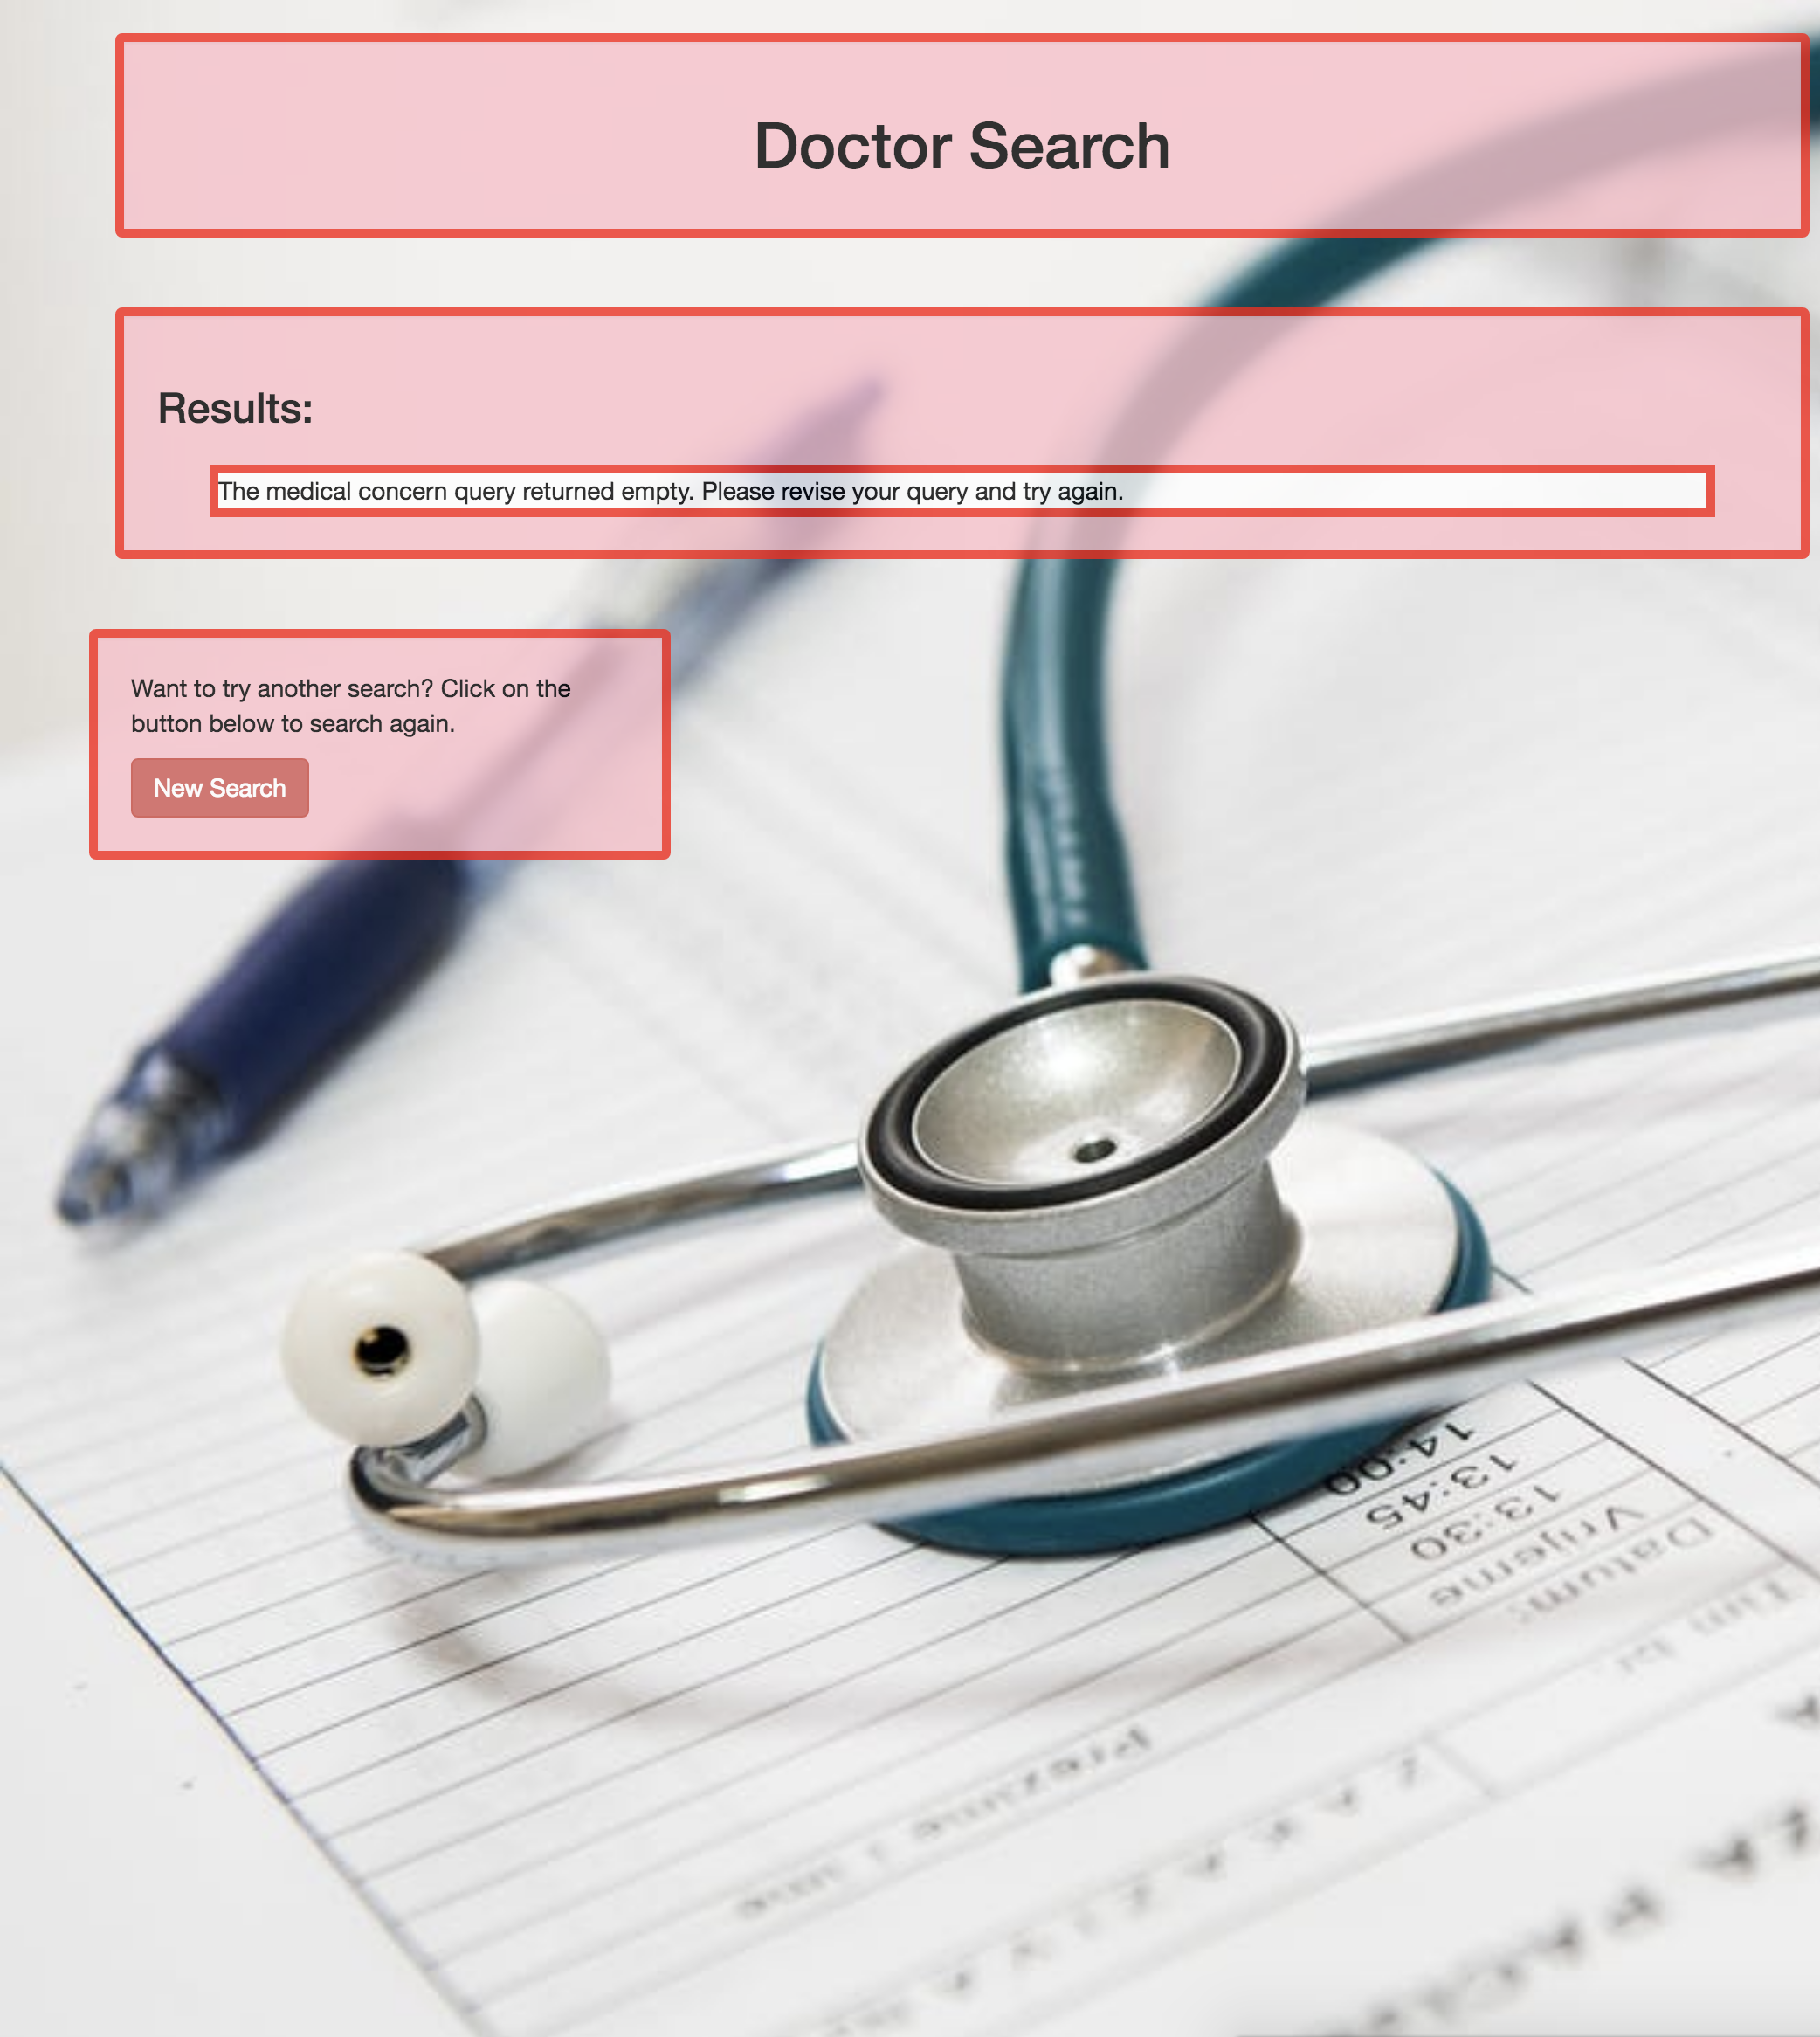 Doctor Search
Results:
The medical concern query returned empty. Please revise your query and try again.
Want to try another search? Click on the
button below to search again.
New Search
14:00
13:45
13:30
Vrijeme
Datum:
Prezime i ime